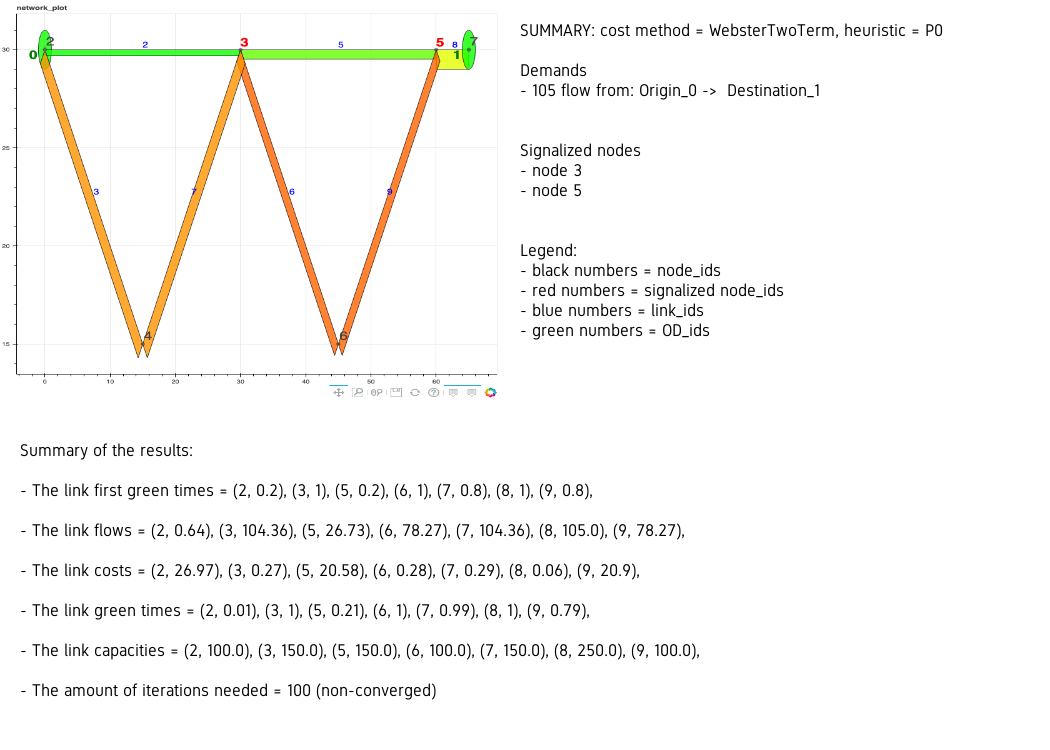 network_plot
SUMMARY: cost method = WebsterTwoTerm, heuristic = P0
Demands
- 105 flow from: Origin_0 -> Destination_1
Signalized nodes
- node 3
- node 5
Legend:
- black numbers = node_ids
- red numbers = signalized node_ids
- blue numbers = link_ids
- green numbers = OD_ids
0 2 2 3 5 5 8 1 7
3 7 6 9
4 6
30
25
20
15
0 10 20 30 40 50 60
Summary of the results:
- The link first green times = (2, 0.2), (3, 1), (5, 0.2), (6, 1), (7, 0.8), (8, 1), (9, 0.8),
- The link flows = (2, 0.64), (3, 104.36), (5, 26.73), (6, 78.27), (7, 104.36), (8, 105.0), (9, 78.27),
- The link costs = (2, 26.97), (3, 0.27), (5, 20.58), (6, 0.28), (7, 0.29), (8, 0.06), (9, 20.9),
- The link green times = (2, 0.01), (3, 1), (5, 0.21), (6, 1), (7, 0.99), (8, 1), (9, 0.79),
- The link capacities = (2, 100.0), (3, 150.0), (5, 150.0), (6, 100.0), (7, 150.0), (8, 250.0), (9, 100.0),
- The amount of iterations needed = 100 (non-converged)